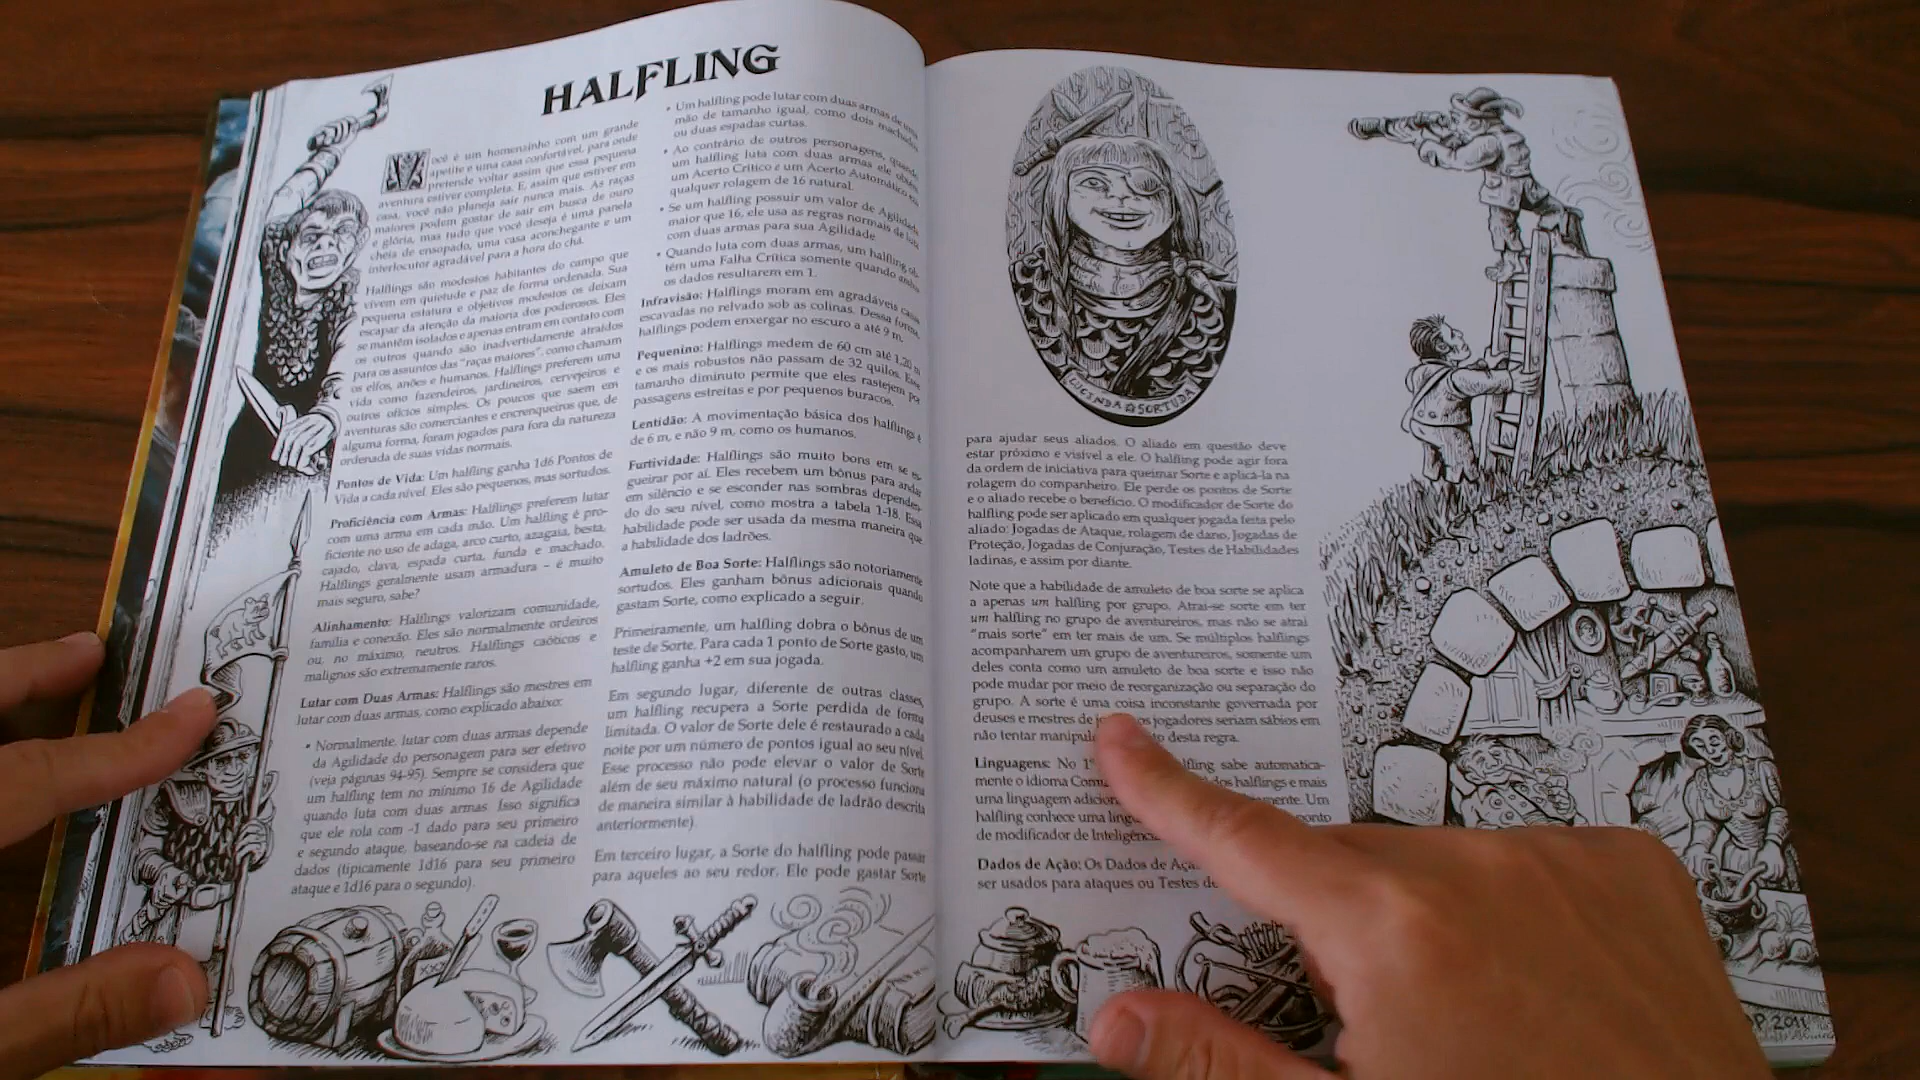 HALFLING
ocê é um homenzinho com um grande
apetite e uma casa confortável, para onde
pretende voltar assim que essa pequena
aventura estiver completa. E, assim que estiver em
casa, você não planeja sair nunca mais. As raças
maiores podem gostar de sair em busca de ouro
e glória, mas tudo que você deseja é uma panela
cheia de ensopado, uma casa aconchegante e um
interlocutor agradável para a hora do chá.
Halflings são modestos habitantes do campo que
vivem em quietude e paz de forma ordenada. Sua
pequena estatura e objetivos modestos os deixam
escapar da atenção da maioria dos poderosos. Eles
se mantêm isolados e apenas entram em contato com
os outros quando são inadvertidamente atraídos
para os assuntos das "raças maiores", como chamam
os elfos, anões e humanos. Halflings preferem uma
vida como fazendeiros, jardineiros, cervejeiros e
outros ofícios simples. Os poucos que saem em
aventuras são comerciantes e encrenqueiros que, de
alguma forma, foram jogados para fora da natureza
ordenada de suas vidas normais.
Pontos de Vida: Um halfling ganha 1d6 Pontos de
Vida a cada nível. Eles são pequenos, mas sortudos.
Proficiência com Armas: Halflings preferem lutar
com uma arma em cada mão. Um halfling é pro-
ficiente no uso de adaga, arco curto, azagaia, besta,
cajado, clava, espada curta, funda e machado.
Halflings geralmente usam armadura – é muito
mais seguro, sabe?
Alinhamento: Halflings valorizam comunidade,
família e conexão. Eles são normalmente ordeiros
ou, no máximo, neutros. Halflings caóticos e
malignos são extremamente raros.
Lutar com Duas Armas: Halflings são mestres em
lutar com duas armas, como explicado abaixo:
• Normalmente, lutar com duas armas depende
da Agilidade do personagem para ser efetivo
(veja páginas 94-95). Sempre se considera que
um halfling tem no mínimo 16 de Agilidade
quando luta com duas armas. Isso significa
que ele rola com -1 dado para seu primeiro
e segundo ataque, baseando-se na cadeia de
dados (tipicamente 1d16 para seu primeiro
ataque e 1d16 para o segundo).
• Um halfling pode lutar com duas armas de
mão de tamanho igual, como dois machados
ou duas espadas curtas.
• Ao contrário de outros personagens,
um halfling luta com duas armas ele
um Acerto Crítico e um Acerto Automático
qualquer rolagem de 16 natural.
• Se um halfling possuir um valor de Agilidade
maior que 16, ele usa as regras normais de
com duas armas para sua Agilidade
• Quando luta com duas armas, um halfling
têm uma Falha Crítica somente quando
os dados resultarem em 1.
Infravisão: Halflings moram em agradáveis casas
escavadas no relvado sob as colinas. Dessa forma,
halflings podem enxergar no escuro a até 9 m.
Pequenino: Halflings medem de 60 cm até 1,20 m
e os mais robustos não passam de 32 quilos.
tamanho diminuto permite que eles rastejem por
passagens estreitas e por pequenos buracos.
Lentidão: A movimentação básica dos halflings é
de 6 m, e não 9 m, como os humanos.
Furtividade: Halflings são muito bons em se es-
gueirar por aí. Eles recebem um bônus para andar
em silêncio e se esconder nas sombras dependen-
do do seu nível, como mostra a tabela 1-18. Essa
habilidade pode ser usada da mesma maneira que
a habilidade dos ladrões.
Amuleto de Boa Sorte: Halflings são notoriamente
sortudos. Eles ganham bônus adicionais quando
gastam Sorte, como explicado a seguir.
Primeiramente, um halfling dobra o bônus de um
teste de Sorte. Para cada 1 ponto de Sorte gasto, um
halfling ganha +2 em sua jogada.
Em segundo lugar, diferente de outras classes,
um halfling recupera a Sorte perdida de forma
limitada. O valor de Sorte dele é restaurado a cada
noite por um número de pontos igual ao seu nível.
Esse processo não pode elevar o valor de Sorte
além de seu máximo natural (o processo funciona
de maneira similar à habilidade de ladrão descrita
anteriormente).
Em terceiro lugar, a Sorte do halfling pode passar
para aqueles ao seu redor. Ele pode gastar Sorte
XXX
LUCINDA A SORTUDA
para ajudar seus aliados. O aliado em questão deve
estar próximo e visível a ele. O halfling pode agir fora
da ordem de iniciativa para queimar Sorte e aplicá-la na
rolagem do companheiro. Ele perde os pontos de Sorte
e o aliado recebe o benefício. O modificador de Sorte do
halfling pode ser aplicado em qualquer jogada feita pelo
aliado: Jogadas de Ataque, rolagem de dano, Jogadas de
Proteção, Jogadas de Conjuração, Testes de Habilidades
ladinas, e assim por diante.
Note que a habilidade de amuleto de boa sorte se aplica
a apenas um halfling por grupo. Atrai-se sorte em ter
um halfling no grupo de aventureiros, mas não se atrai
"mais sorte" em ter mais de um. Se múltiplos halflings
acompanharem um grupo de aventureiros, somente um
deles conta como um amuleto de boa sorte e isso não
pode mudar por meio de reorganização ou separação do
grupo. A sorte é uma coisa inconstante governada por
deuses e mestres de os jogadores seriam sábios em
não tentar desta regra.
Linguagens: No 1º sabe automatica-
mente o idioma dos halflings e mais
uma linguagem Um
halfling conhece uma
de modificador de
Dados de Ação: Os Dados de
ser usados para ataques ou Testes de
P. 2011